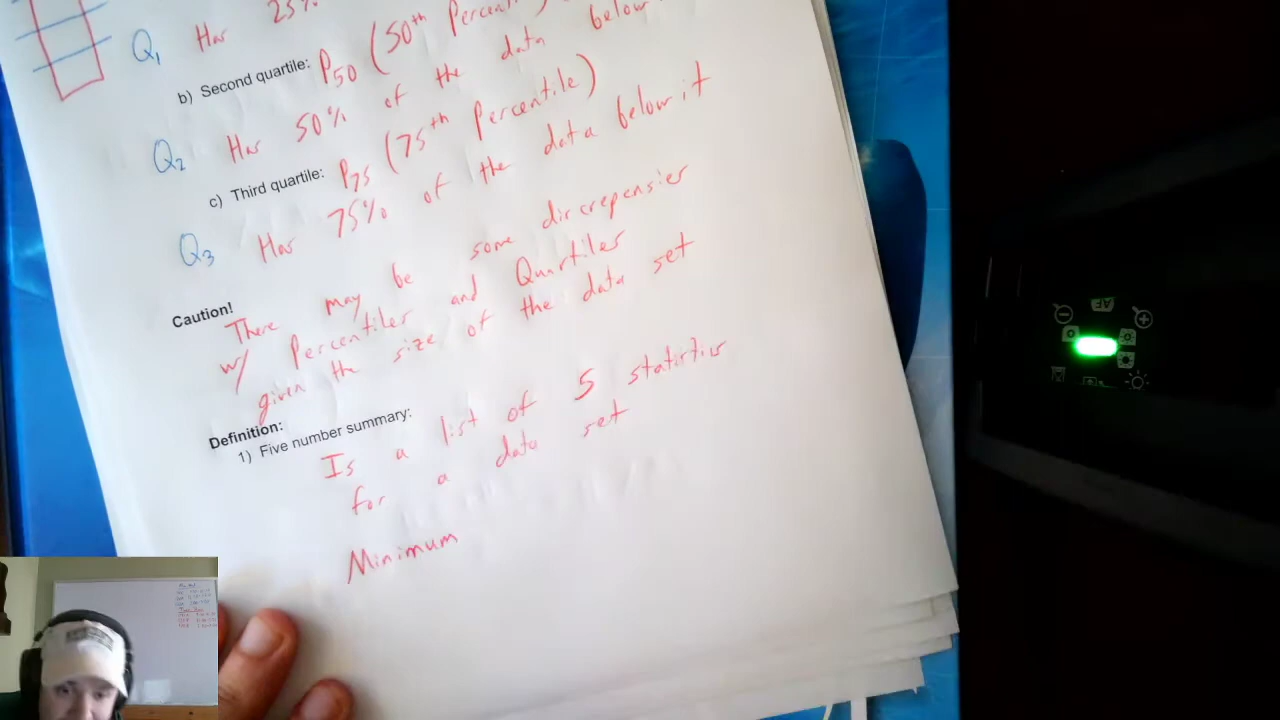 Q1 Has 25%
b) Second quartile: P50 (50th Percenti
Q2 Has 50% of the data below
c) Third quartile: P75 (75th Percentile)
Q3 Has 75% of the data below it
Caution! There may be some discrepensies
w/ Percentiles and Quartiles
given the size of the data set
Definition:
1) Five number summary:
Is a list of 5 statistics
for a data set
Minimum
AF